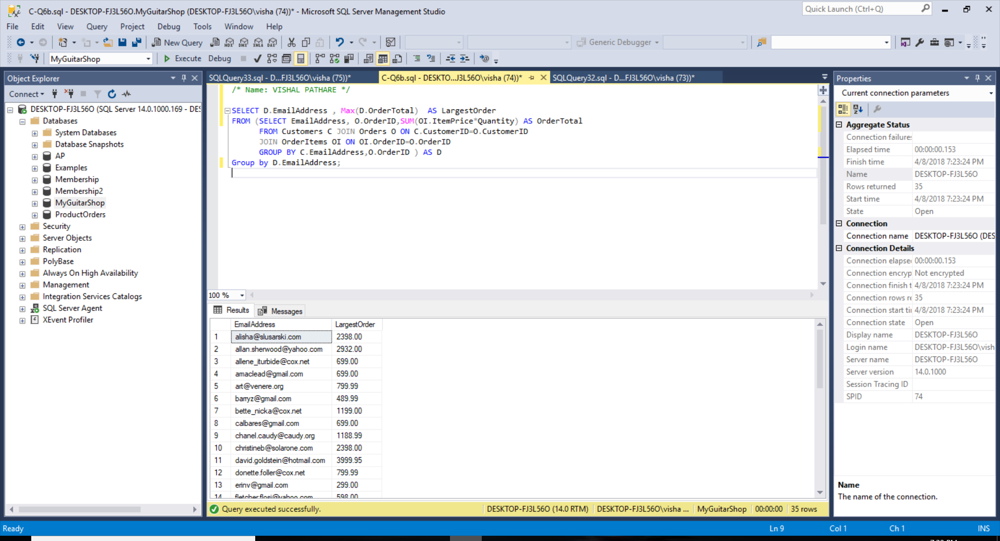 C-Q6b.sql - DESKTOP-FJ3L56O.MyGuitarShop (DESKTOP-FJ3L56O\visha (74))* - Microsoft SQL Server Management Studio
Quick Launch (Ctrl+Q)
File Edit View Query Project Debug Tools Window Help
New Query MDX DMX XMLA DAX Generic Debugger
MyGuitarShop Execute Debug
Object Explorer
Connect
DESKTOP-FJ3L56O (SQL Server 14.0.1000.169 - DES
Databases
System Databases
Database Snapshots
AP
Examples
Membership
Membership2
MyGuitarShop
ProductOrders
Security
Server Objects
Replication
PolyBase
Always On High Availability
Management
Integration Services Catalogs
SQL Server Agent
XEvent Profiler
SQLQuery33.sql - D...FJ3L56O\visha (75))* C-Q6b.sql - DESKTO...J3L56O\visha (74))* SQLQuery32.sql - D...FJ3L56O\visha (73))*
/* Name: VISHAL PATHARE */
SELECT D.EmailAddress , Max(D.OrderTotal)  AS LargestOrder
FROM (SELECT EmailAddress, O.OrderID,SUM(OI.ItemPrice*Quantity) AS OrderTotal
FROM Customers C JOIN Orders O ON C.CustomerID=O.CustomerID
JOIN OrderItems OI ON OI.OrderID=O.OrderID
GROUP BY C.EmailAddress,O.OrderID ) AS D
Group by D.EmailAddress;
100 %
Results Messages
EmailAddress LargestOrder
1 alisha@slusarski.com 2398.00
2 allan.sherwood@yahoo.com 2932.00
3 allene_iturbide@cox.net 699.00
4 amaclead@gmail.com 699.00
5 art@venere.org 799.99
6 barryz@gmail.com 489.99
7 bette_nicka@cox.net 1199.00
8 calbares@gmail.com 699.00
9 chanel.caudy@caudy.org 1188.99
10 christineb@solarone.com 2398.00
11 david.goldstein@hotmail.com 3999.95
12 donette.foller@cox.net 799.99
13 erinv@gmail.com 299.00
14 fletcher.flosi@yahoo.com 598.00
Query executed successfully. DESKTOP-FJ3L56O (14.0 RTM) DESKTOP-FJ3L56O\visha ... MyGuitarShop 00:00:00 35 rows
Properties
Current connection parameters
Aggregate Status
Connection failures
Elapsed time 00:00:00.153
Finish time 4/8/2018 7:23:24 PM
Name DESKTOP-FJ3L56O
Rows returned 35
Start time 4/8/2018 7:23:24 PM
State Open
Connection
Connection name DESKTOP-FJ3L56O (DES
Connection Details
Connection elapse 00:00:00.153
Connection encryp Not encrypted
Connection finish t 4/8/2018 7:23:24 PM
Connection rows re 35
Connection start ti 4/8/2018 7:23:24 PM
Connection state Open
Display name DESKTOP-FJ3L56O
Login name DESKTOP-FJ3L56O\vish
Server name DESKTOP-FJ3L56O
Server version 14.0.1000
Session Tracing ID
SPID 74
Name
The name of the connection.
Ready Ln 9 Col 1 Ch 1 INS